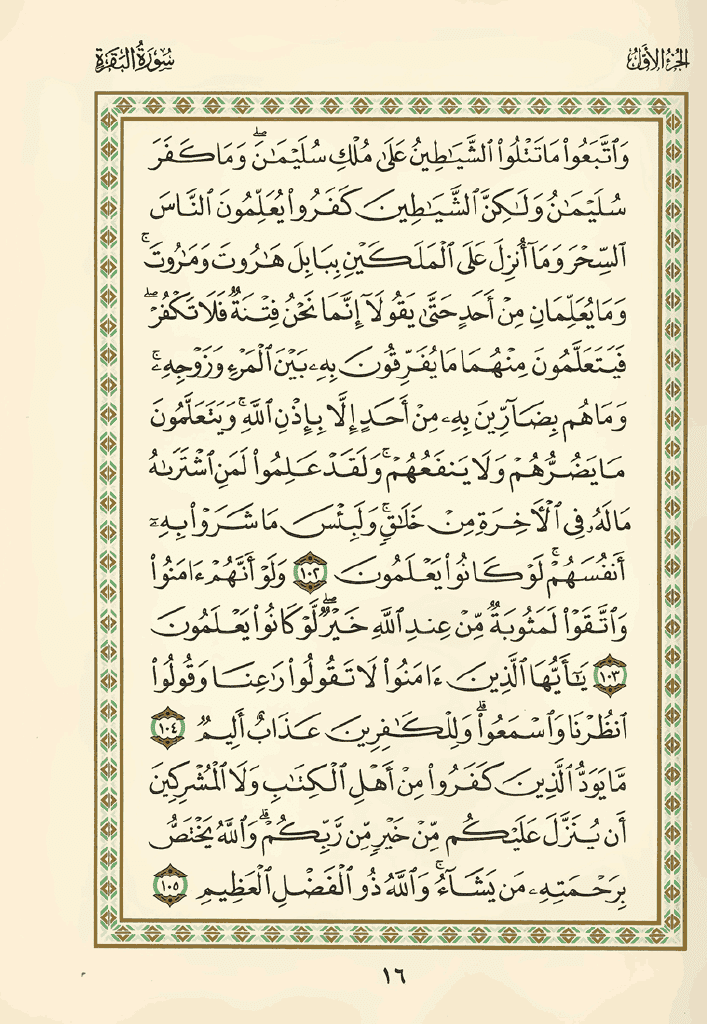 الجزء الأول
سورة البقرة
وَٱتَّبَعُوا۟ مَا تَتْلُوا۟ ٱلشَّيَٰطِينُ عَلَىٰ مُلْكِ سُلَيْمَٰنَ ۖ وَمَا كَفَرَ
سُلَيْمَٰنُ وَلَٰكِنَّ ٱلشَّيَٰطِينَ كَفَرُوا۟ يُعَلِّمُونَ ٱلنَّاسَ
ٱلسِّحْرَ وَمَآ أُنزِلَ عَلَى ٱلْمَلَكَيْنِ بِبَابِلَ هَٰرُوتَ وَمَٰرُوتَ ۚ
وَمَا يُعَلِّمَانِ مِنْ أَحَدٍ حَتَّىٰ يَقُولَآ إِنَّمَا نَحْنُ فِتْنَةٌ فَلَا تَكْفُرْ ۖ
فَيَتَعَلَّمُونَ مِنْهُمَا مَا يُفَرِّقُونَ بِهِۦ بَيْنَ ٱلْمَرْءِ وَزَوْجِهِۦ ۚ
وَمَا هُم بِضَآرِّينَ بِهِۦ مِنْ أَحَدٍ إِلَّا بِإِذْنِ ٱللَّهِ ۚ وَيَتَعَلَّمُونَ
مَا يَضُرُّهُمْ وَلَا يَنفَعُهُمْ ۚ وَلَقَدْ عَلِمُوا۟ لَمَنِ ٱشْتَرَىٰهُ
مَا لَهُۥ فِى ٱلْءَاخِرَةِ مِنْ خَلَٰقٍ ۚ وَلَبِئْسَ مَا شَرَوْا۟ بِهِۦٓ
أَنفُسَهُمْ ۚ لَوْ كَانُوا۟ يَعْلَمُونَ ١٠٢ وَلَوْ أَنَّهُمْ ءَامَنُوا۟
وَٱتَّقَوْا۟ لَمَثُوبَةٌ مِّنْ عِندِ ٱللَّهِ خَيْرٌ ۖ لَّوْ كَانُوا۟ يَعْلَمُونَ
١٠٣ يَٰٓأَيُّهَا ٱلَّذِينَ ءَامَنُوا۟ لَا تَقُولُوا۟ رَٰعِنَا وَقُولُوا۟
ٱنظُرْنَا وَٱسْمَعُوا۟ ۗ وَلِلْكَٰفِرِينَ عَذَابٌ أَلِيمٌ ١٠٤
مَّا يَوَدُّ ٱلَّذِينَ كَفَرُوا۟ مِنْ أَهْلِ ٱلْكِتَٰبِ وَلَا ٱلْمُشْرِكِينَ
أَن يُنَزَّلَ عَلَيْكُم مِّنْ خَيْرٍ مِّن رَّبِّكُمْ ۗ وَٱللَّهُ يَخْتَصُّ
بِرَحْمَتِهِۦ مَن يَشَآءُ ۚ وَٱللَّهُ ذُو ٱلْفَضْلِ ٱلْعَظِيمِ ١٠٥
١٦